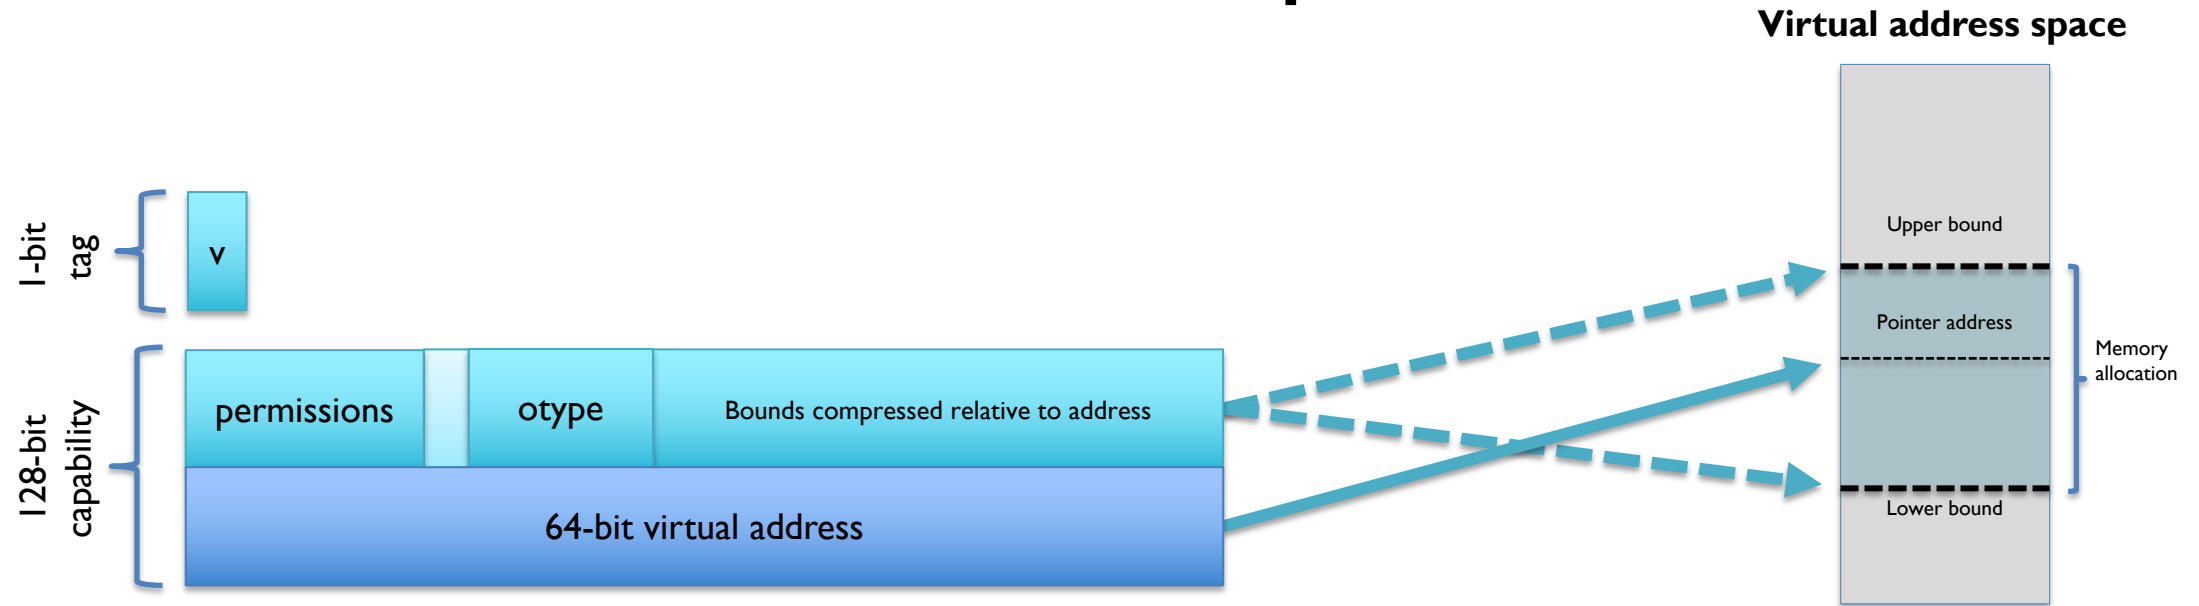 Virtual address space
1-bit
tag
v
Upper bound
Pointer address
Memory
allocation
128-bit
capability
permissions
otype
Bounds compressed relative to address
64-bit virtual address
Lower bound